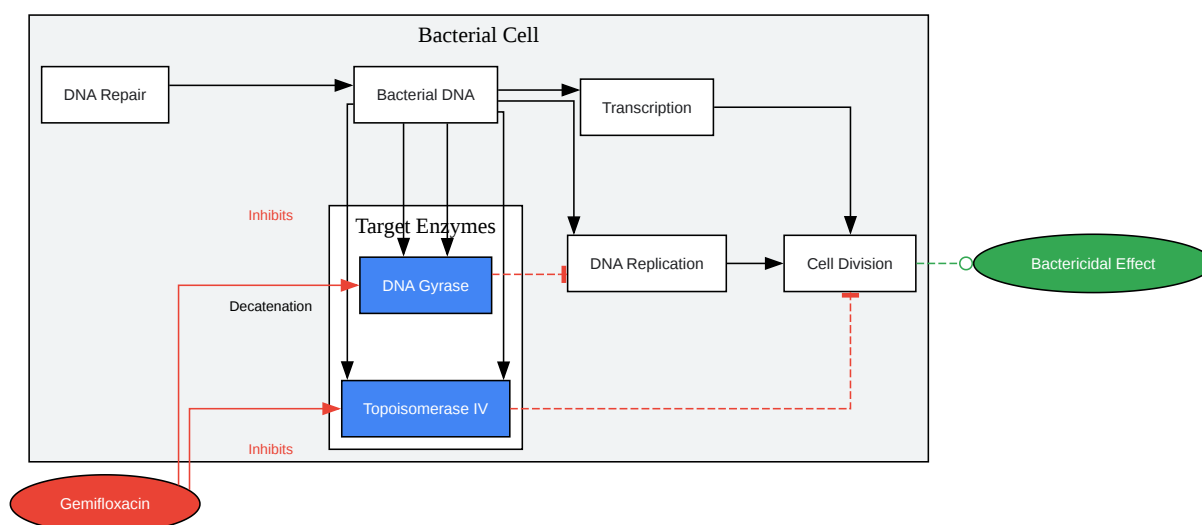 Bacterial Cell
DNA Repair
Bacterial DNA
Transcription
Inhibits
Target Enzymes
DNA Replication
Cell Division
Bactericidal Effect
DNA Gyrase
Decatenation
Topoisomerase IV
Inhibits
Gemifloxacin